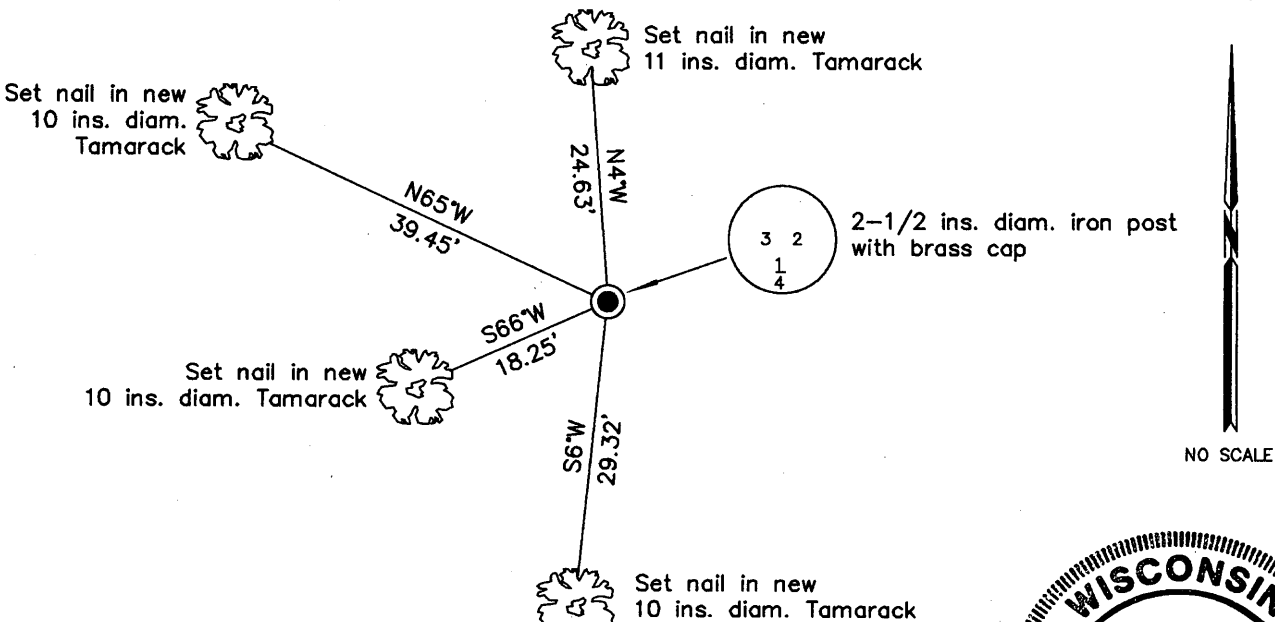 Set nail in new
11 ins. diam. Tamarack
Set nail in new
10 ins. diam.
Tamarack
N4°W
24.63'
N65°W
39.45'
3 2
1
4
2-1/2 ins. diam. iron post
with brass cap
N
S66°W
18.25'
Set nail in new
10 ins. diam. Tamarack
S6°W
29.32'
NO SCALE
Set nail in new
10 ins. diam. Tamarack
WISCONSIN